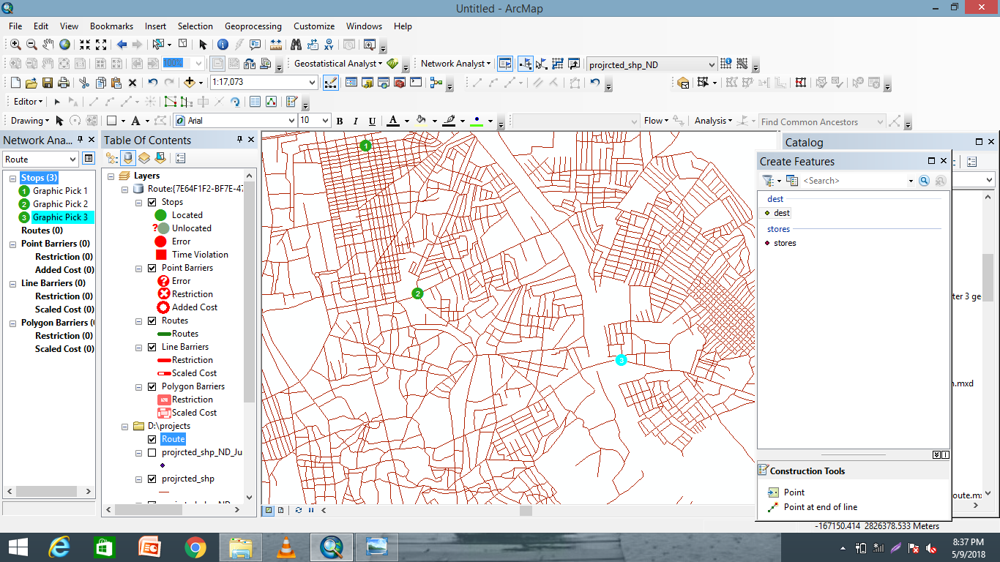 Untitled - ArcMap
File Edit View Bookmarks Insert Selection Geoprocessing Customize Windows Help
100% Geostatistical Analyst Network Analyst projrcted_shp_ND
1:17,073
Editor
Drawing A Arial 10 B I U A Flow Analysis Find Common Ancestors
Network Ana...
Route
Stops (3)
1 Graphic Pick 1
2 Graphic Pick 2
3 Graphic Pick 3
Routes (0)
Point Barriers (0)
Restriction (0)
Added Cost (0)
Line Barriers (0)
Restriction (0)
Scaled Cost (0)
Polygon Barriers (
Restriction (0)
Scaled Cost (0)
Table Of Contents
Layers
Route:{7E64F1F2-BF7E-47
Stops
Located
? Unlocated
Error
Time Violation
Point Barriers
? Error
Restriction
Added Cost
Routes
Routes
Line Barriers
Restriction
Scaled Cost
Polygon Barriers
Restriction
Scaled Cost
D:\projects
Route
projrcted_shp_ND_Ju
projrcted_shp
1
2
3
Catalog
Create Features
<Search>
dest
dest
stores
stores
Construction Tools
Point
Point at end of line
ter 3 ge
.mxd
oute.m
-167150.414 2826378.533 Meters
8:37 PM
5/9/2018